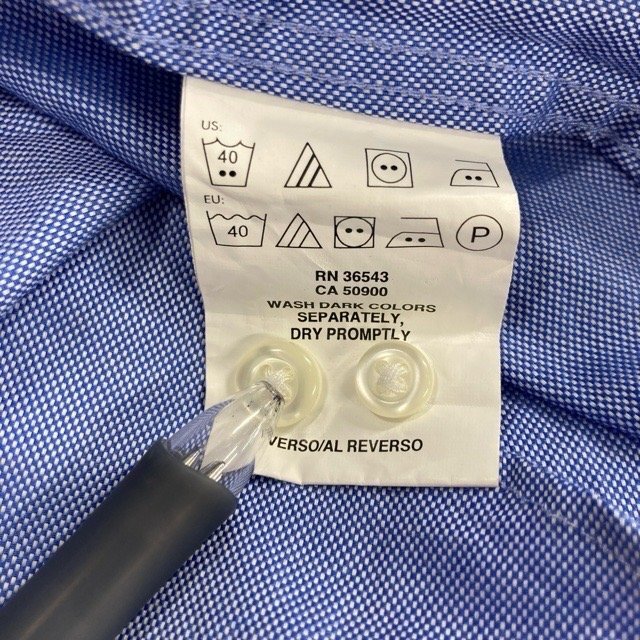 US:
40
EU:
40
P
RN 36543
CA 50900
WASH DARK COLORS
SEPARATELY,
DRY PROMPTLY
VERSO/AL REVERSO